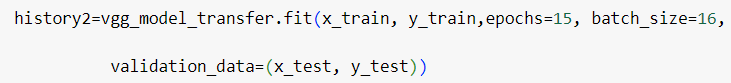 history2=vgg_model_transfer.fit(x_train, y_train,epochs=15, batch_size=16,
validation_data=(x_test, y_test))